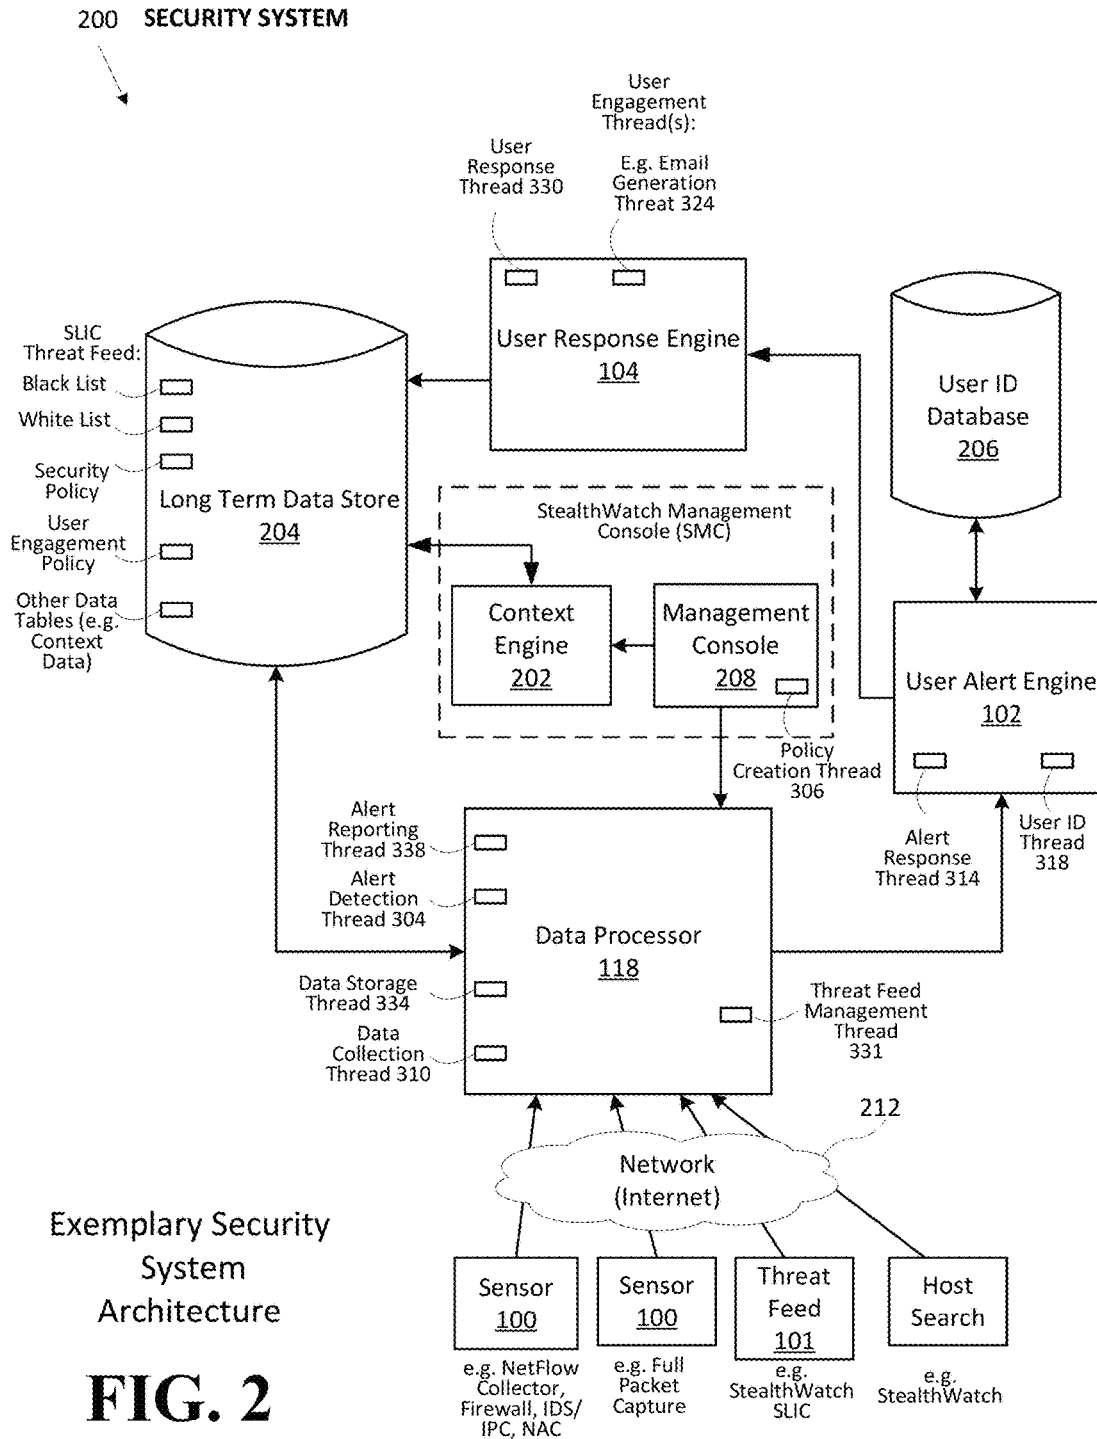 200 SECURITY SYSTEM
User
Engagement
Thread(s):
E.g. Email
Generation
Threat 324
User
Response
Thread 330
User Response Engine
104
SLIC
Threat Feed:
Black List
White List
Security
Policy
User
Engagement
Policy
Other Data
Tables (e.g.
Context
Data)
Long Term Data Store
204
User ID
Database
206
StealthWatch Management
Console (SMC)
Context
Engine
202
Management
Console
208
Policy
Creation Thread
306
User Alert Engine
102
Alert
Response
Thread 314
User ID
Thread
318
Alert
Reporting
Thread 338
Alert
Detection
Thread 304
Data Storage
Thread 334
Data
Collection
Thread 310
Data Processor
118
Threat Feed
Management
Thread
331
212
Network
(Internet)
Sensor
100
e.g. NetFlow
Collector,
Firewall, IDS/
IPC, NAC
Sensor
100
e.g. Full
Packet
Capture
Threat
Feed
101
e.g.
StealthWatch
SLIC
Host
Search
e.g.
StealthWatch
Exemplary Security
System
Architecture
FIG. 2